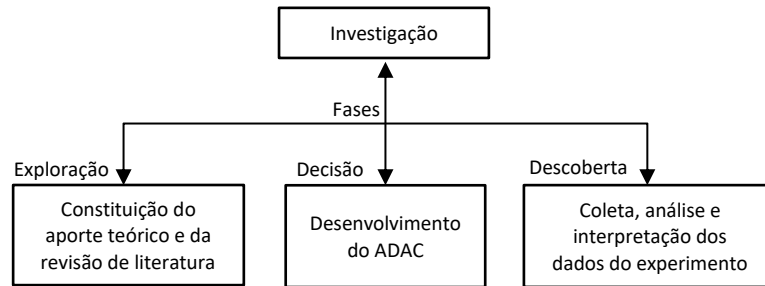 Investigação
Fases
Exploração
Decisão
Descoberta
Constituição do
aporte teórico e da
revisão de literatura
Desenvolvimento
do ADAC
Coleta, análise e
interpretação dos
dados do experimento